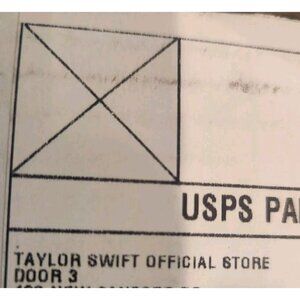 USPS PA
TAYLOR SWIFT OFFICIAL STORE
DOOR 3